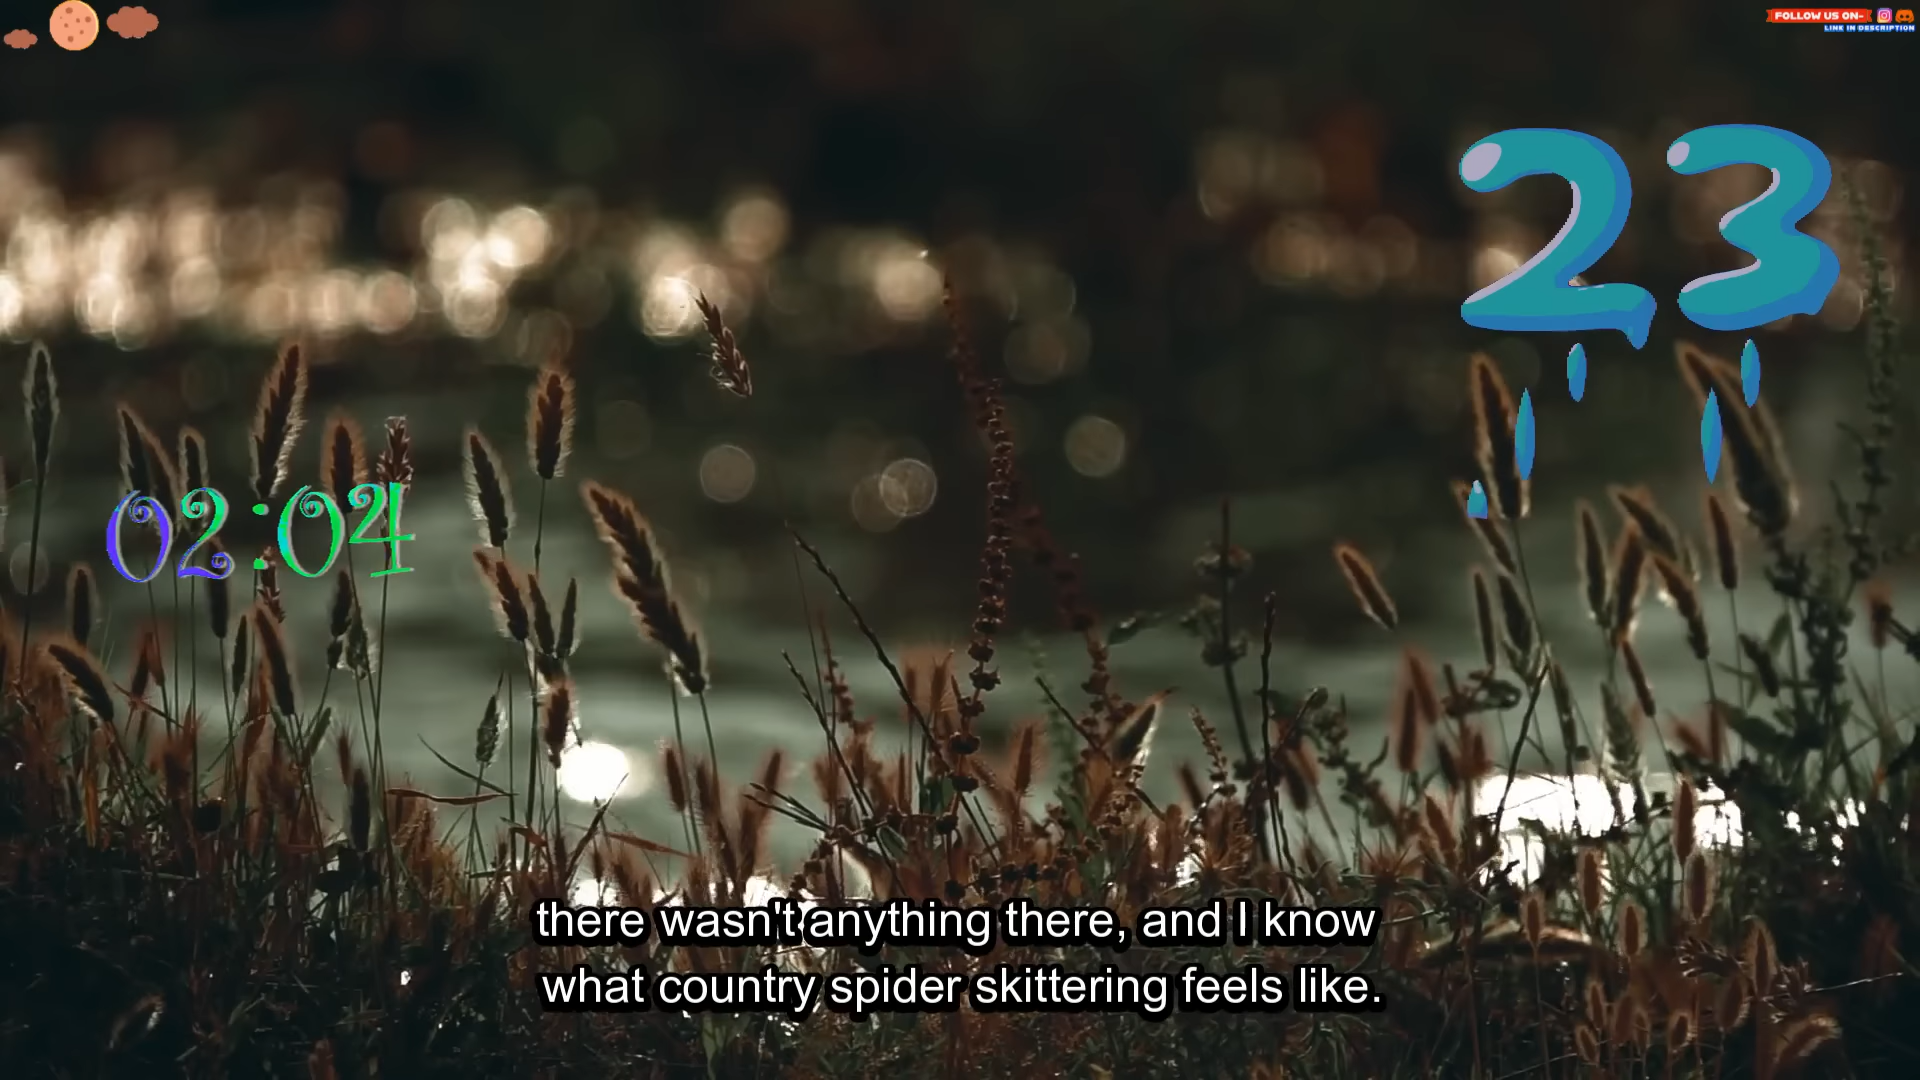 FOLLOW US ON-
LINK IN DESCRIPTION
23
02:04
there wasn't anything there, and I know
what country spider skittering feels like.